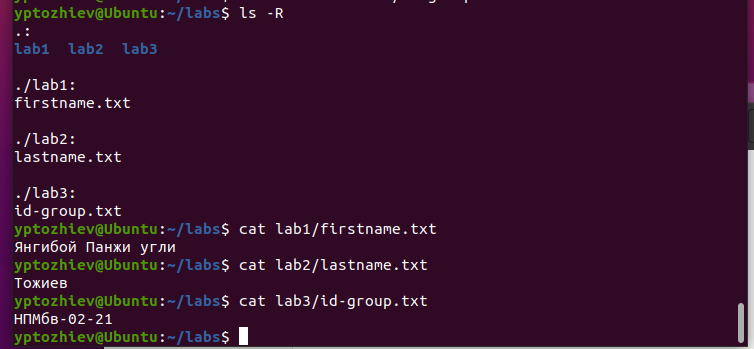 yptozhiev@Ubuntu:~/labs$ ls -R
.:
lab1 lab2 lab3
./lab1:
firstname.txt
./lab2:
lastname.txt
./lab3:
id-group.txt
yptozhiev@Ubuntu:~/labs$ cat lab1/firstname.txt
Янгибой Панжи угли
yptozhiev@Ubuntu:~/labs$ cat lab2/lastname.txt
Тожиев
yptozhiev@Ubuntu:~/labs$ cat lab3/id-group.txt
НПМбв-02-21
yptozhiev@Ubuntu:~/labs$